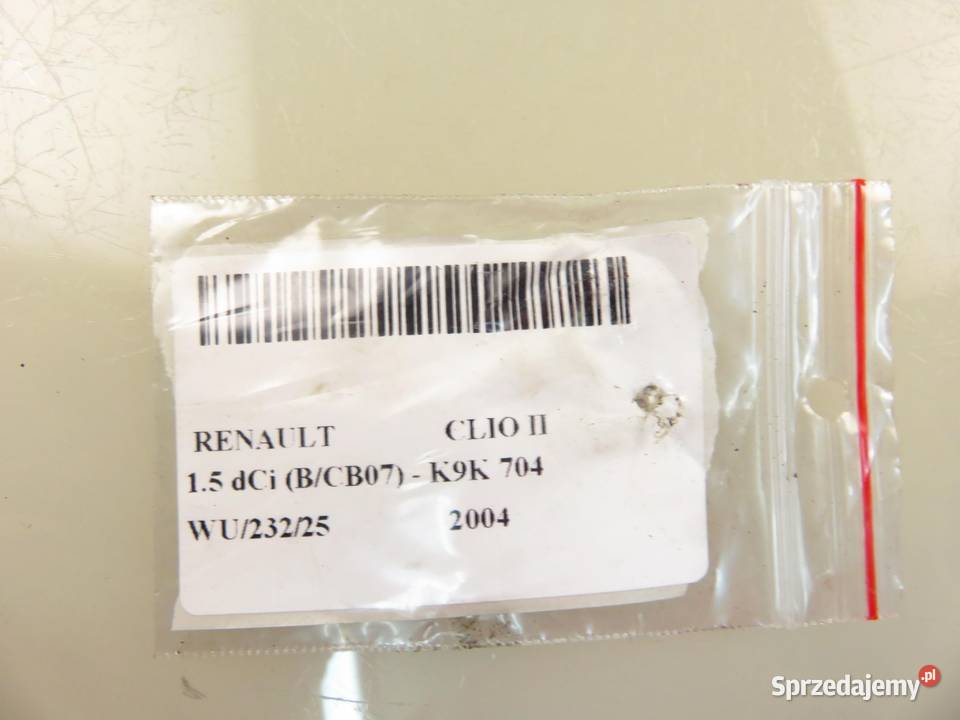 RENAULT CLIO II
1.5 dCi (B/CB07) - K9K 704
WU/232/25 2004
Sprzedajemy.pl